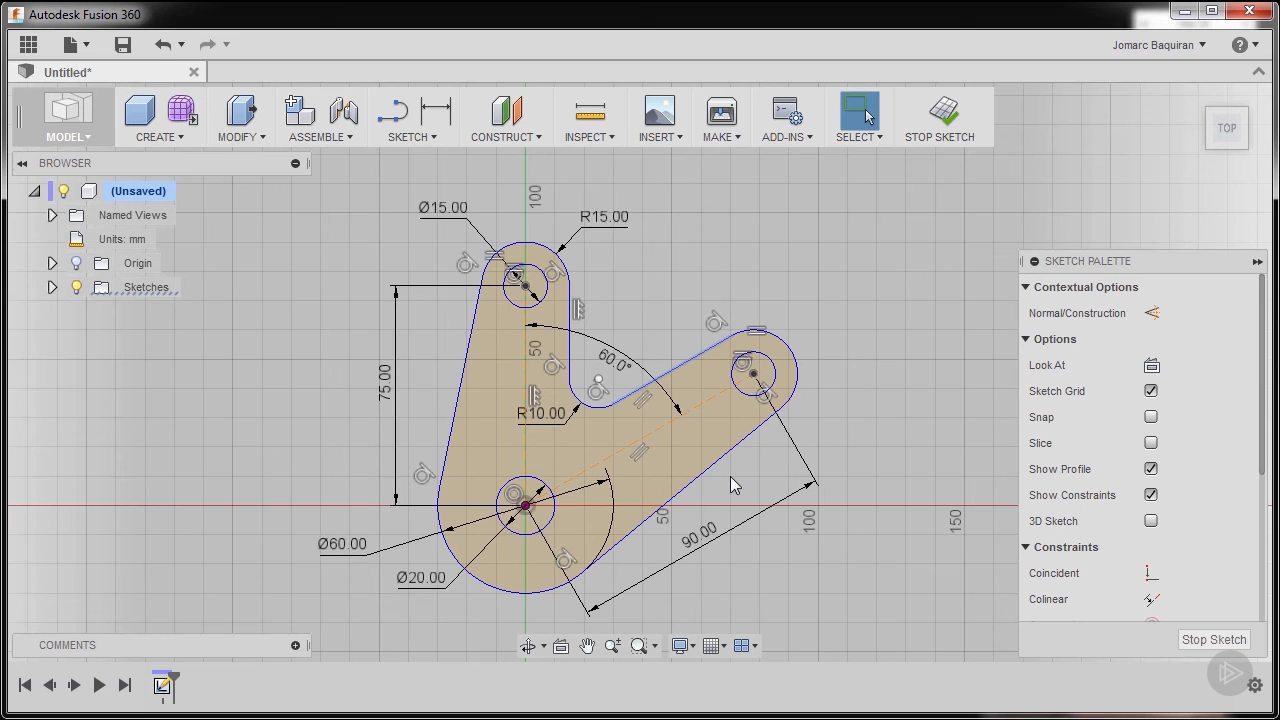 Autodesk Fusion 360
Jomarc Baquiran
?
Untitled*
MODEL
CREATE
MODIFY
ASSEMBLE
SKETCH
CONSTRUCT
INSPECT
INSERT
MAKE
ADD-INS
SELECT
STOP SKETCH
TOP
BROWSER
(Unsaved)
Named Views
Units: mm
Origin
Sketches
100
Ø15.00
R15.00
50
60.0°
75.00
R10.00
50
100
150
90.00
Ø60.00
Ø20.00
SKETCH PALETTE
Contextual Options
Normal/Construction
Options
Look At
Sketch Grid
Snap
Slice
Show Profile
Show Constraints
3D Sketch
Constraints
Coincident
Colinear
Stop Sketch
COMMENTS